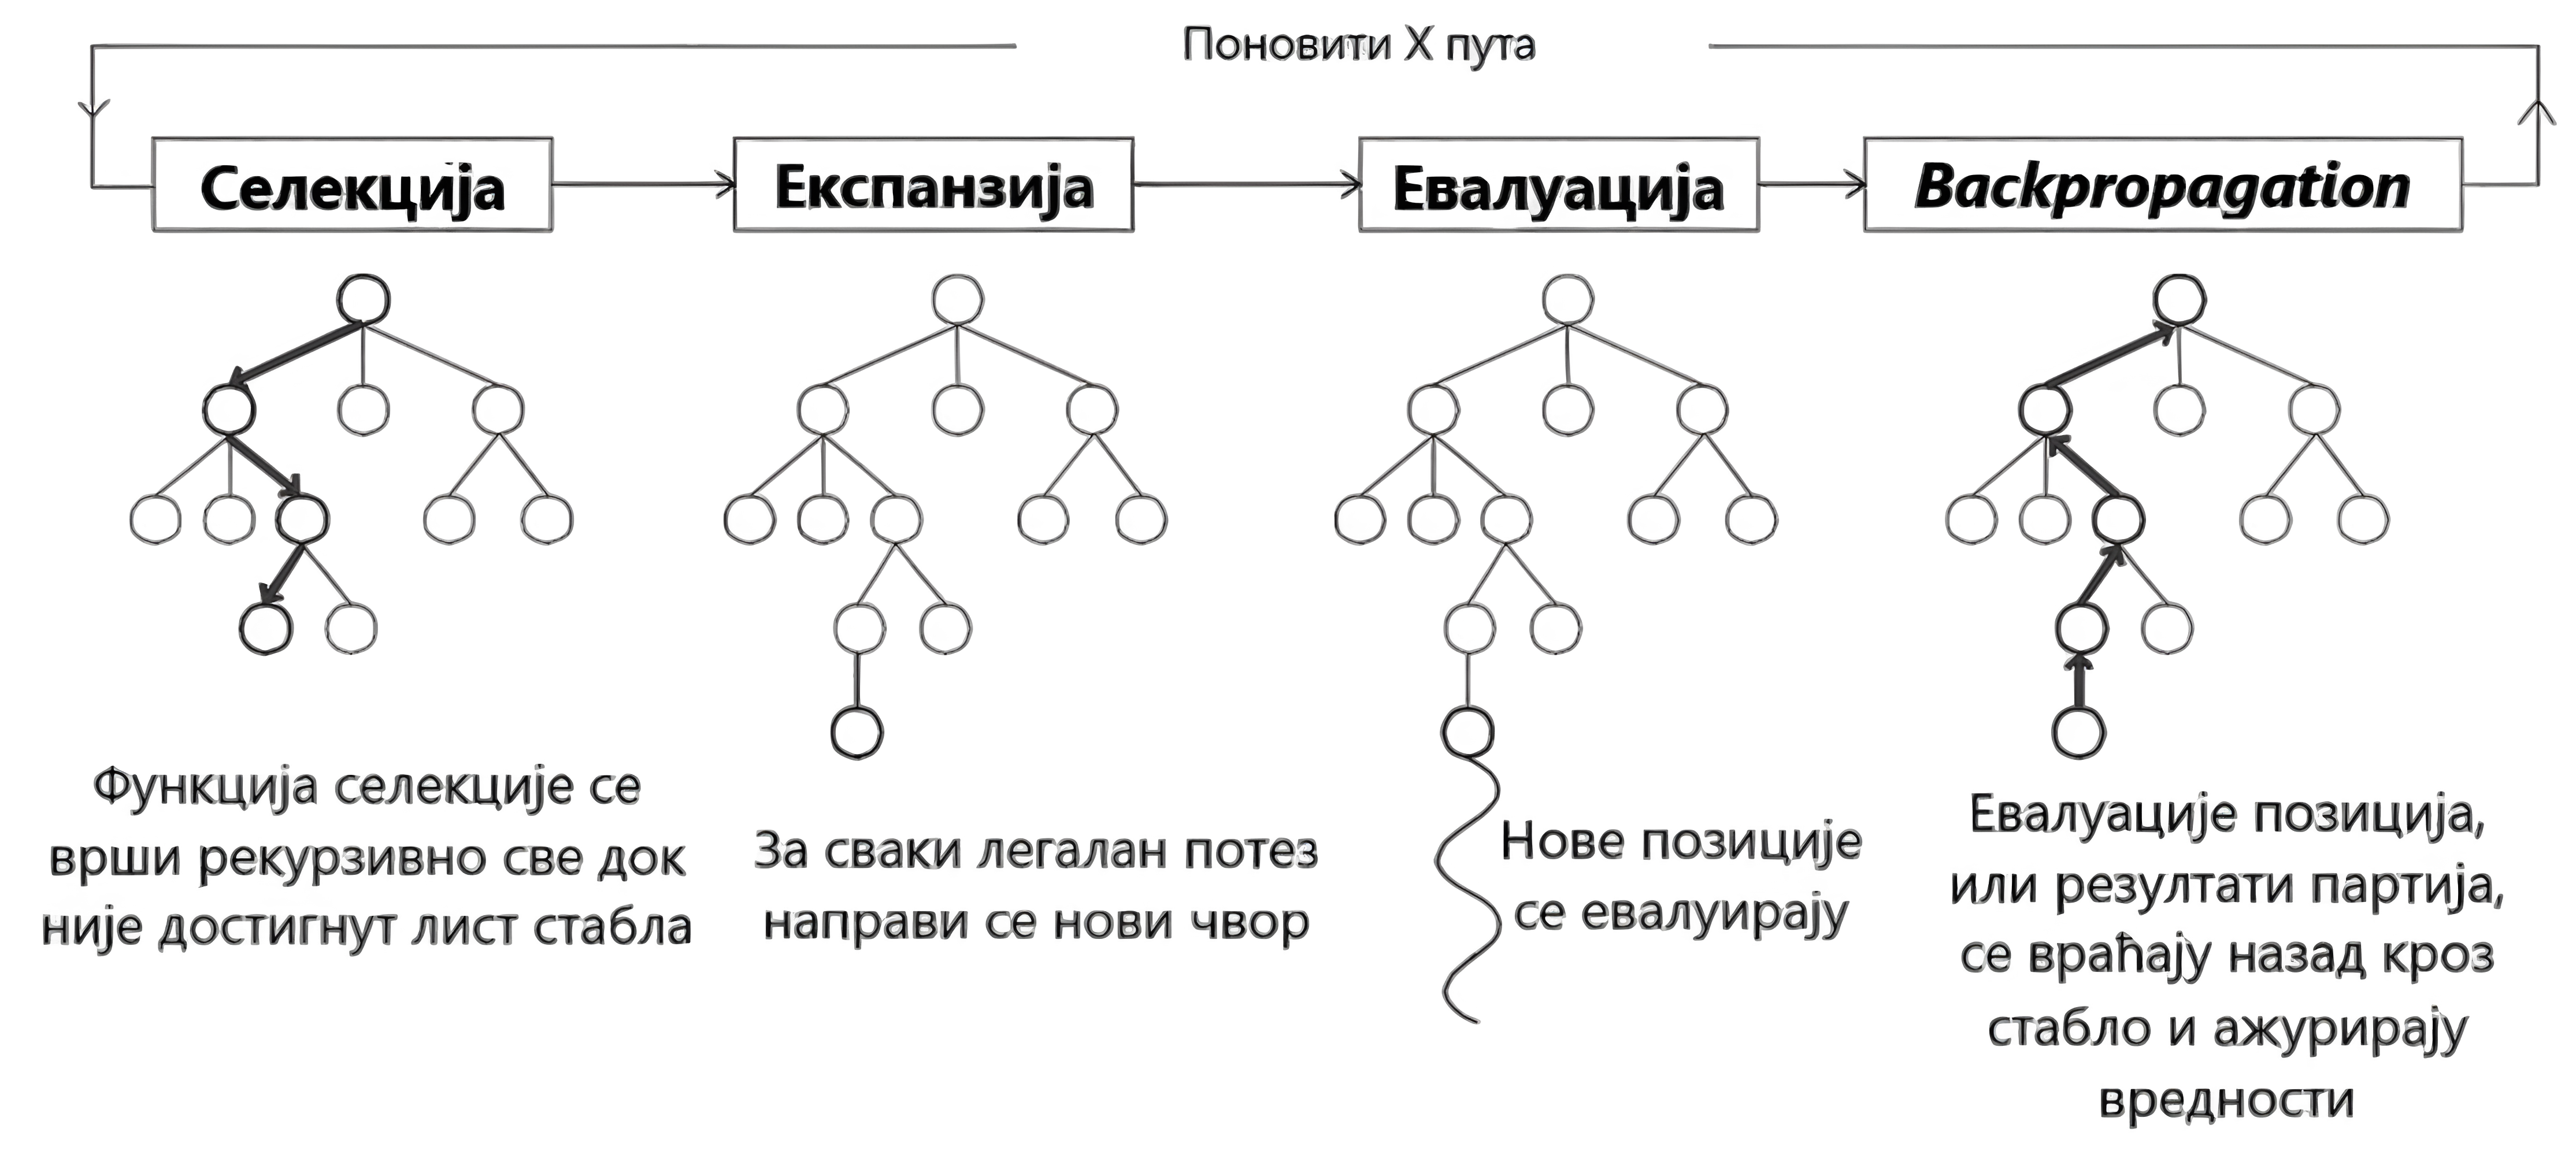 Поновити X пута
Селекција
Експанзија
Евалуација
Backpropagation
Функција селекције се
врши рекурзивно све док
није достигнут лист стабла
За сваки легалан потез
направи се нови чвор
Нове позиције
се евалуирају
Евалуације позиција,
или резултати партија,
се враћају назад кроз
стабло и ажурирају
вредности